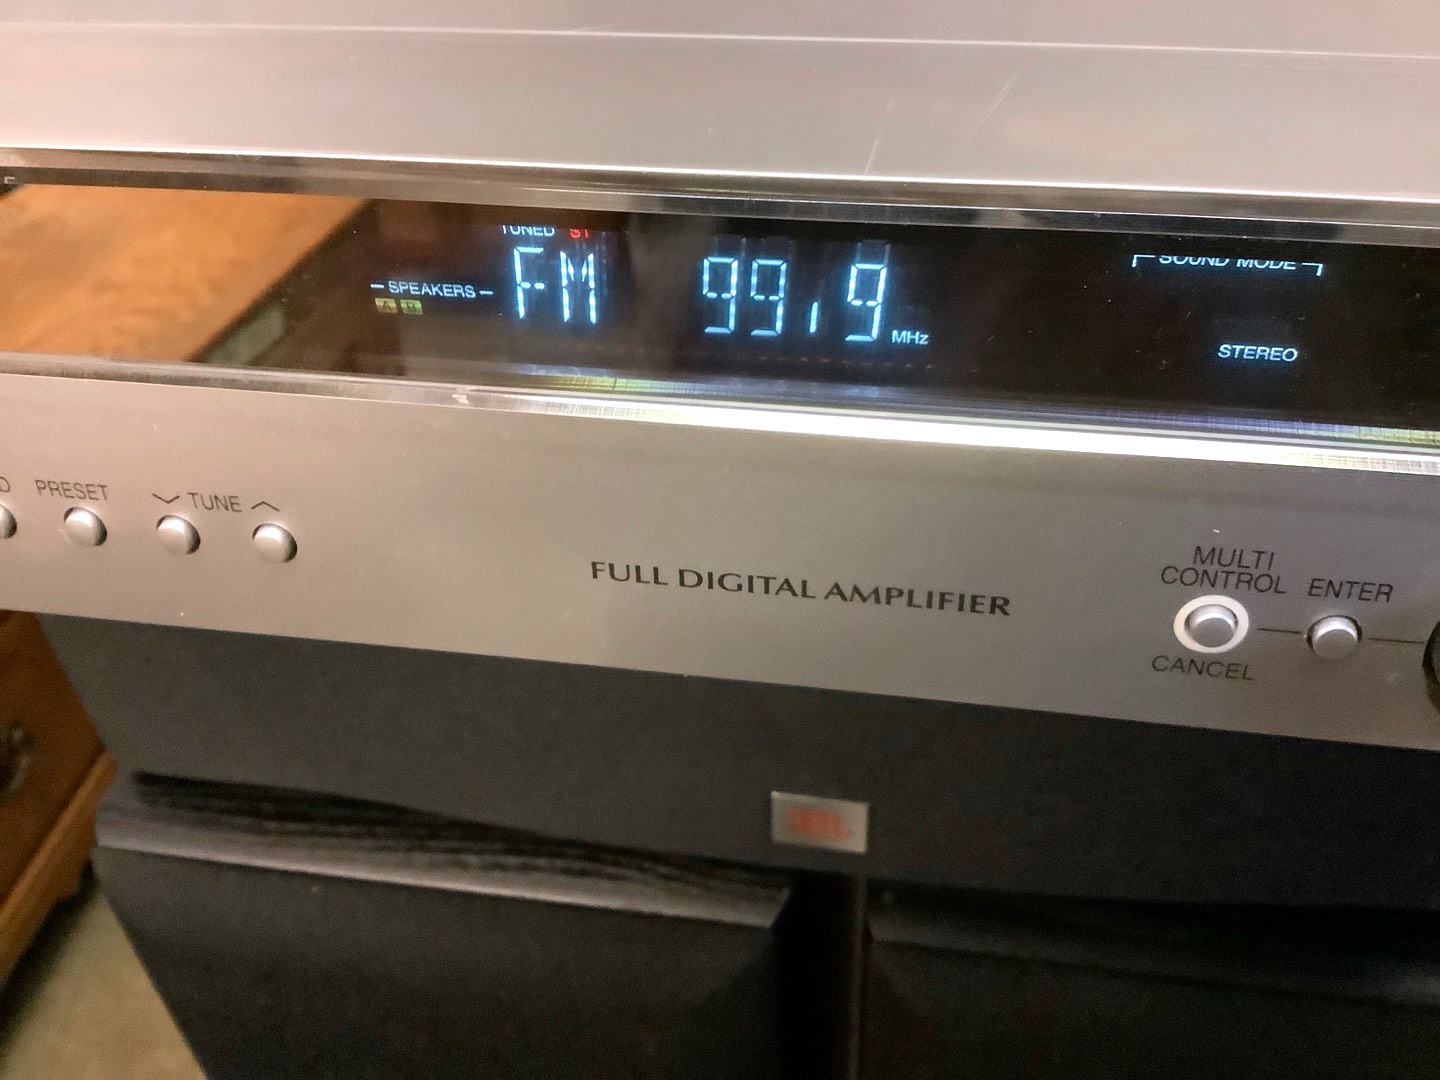 TUNED ST
SPEAKERS
A B
FM 99.9 MHz
SOUND MODE
STEREO
PRESET
TUNE
FULL DIGITAL AMPLIFIER
MULTI
CONTROL
ENTER
CANCEL
JBL